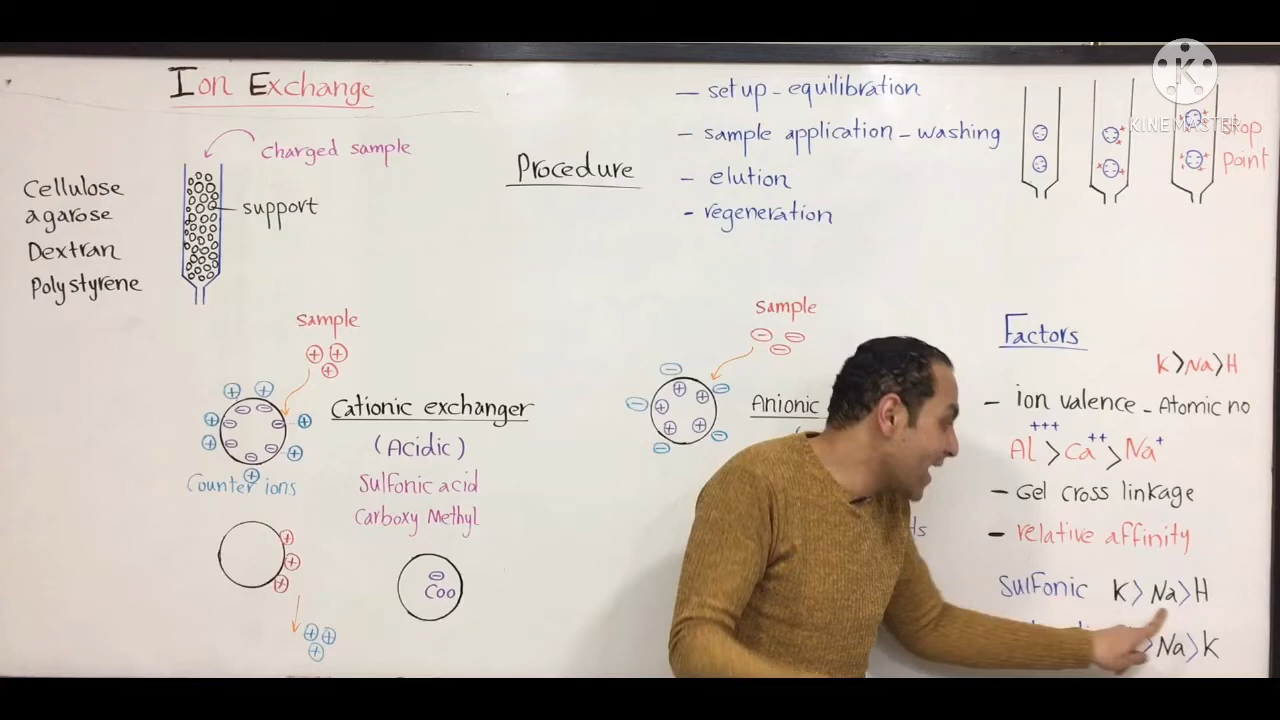 Ion Exchange
charged sample
Cellulose
agarose
Dextran
Polystyrene
support
Procedure
— setup - equilibration
— sample application - washing
- elution
- regeneration
KINEMASTER
point
sample
+ + +
Cationic exchanger
(Acidic)
Sulfonic acid
Carboxy Methyl
Counter ions
COO
sample
Anionic
Factors
K > Na > H
- ion valence - Atomic no
Al+++ > Ca++ > Na+
- Gel cross linkage
- relative affinity
Sulfonic K > Na > H
> Na > K